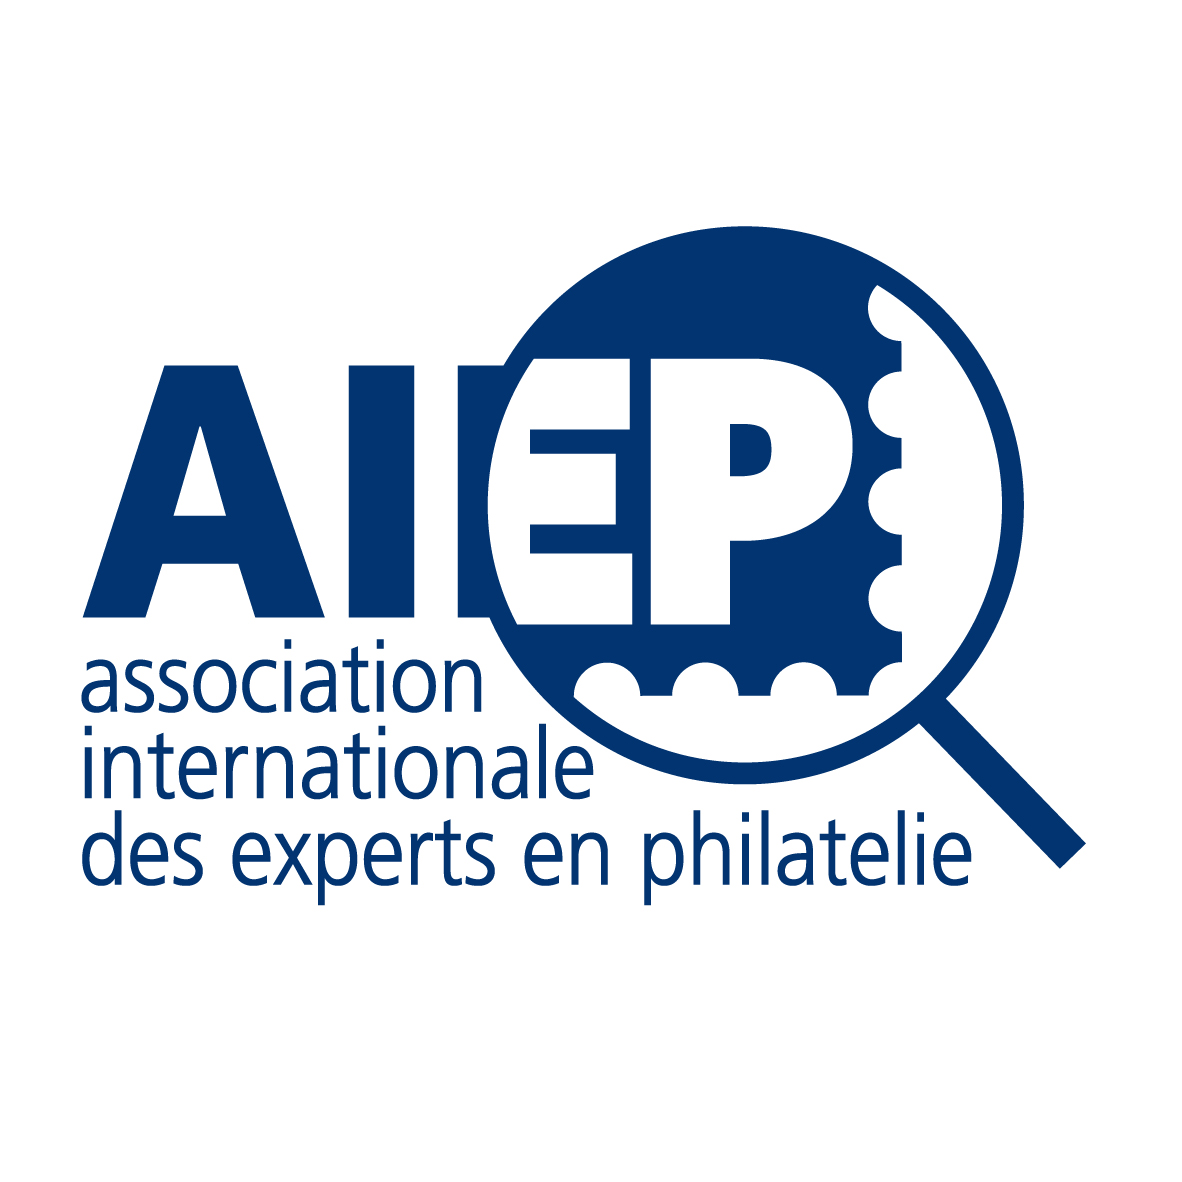 AIEP
association
internationale
des experts en philatelie